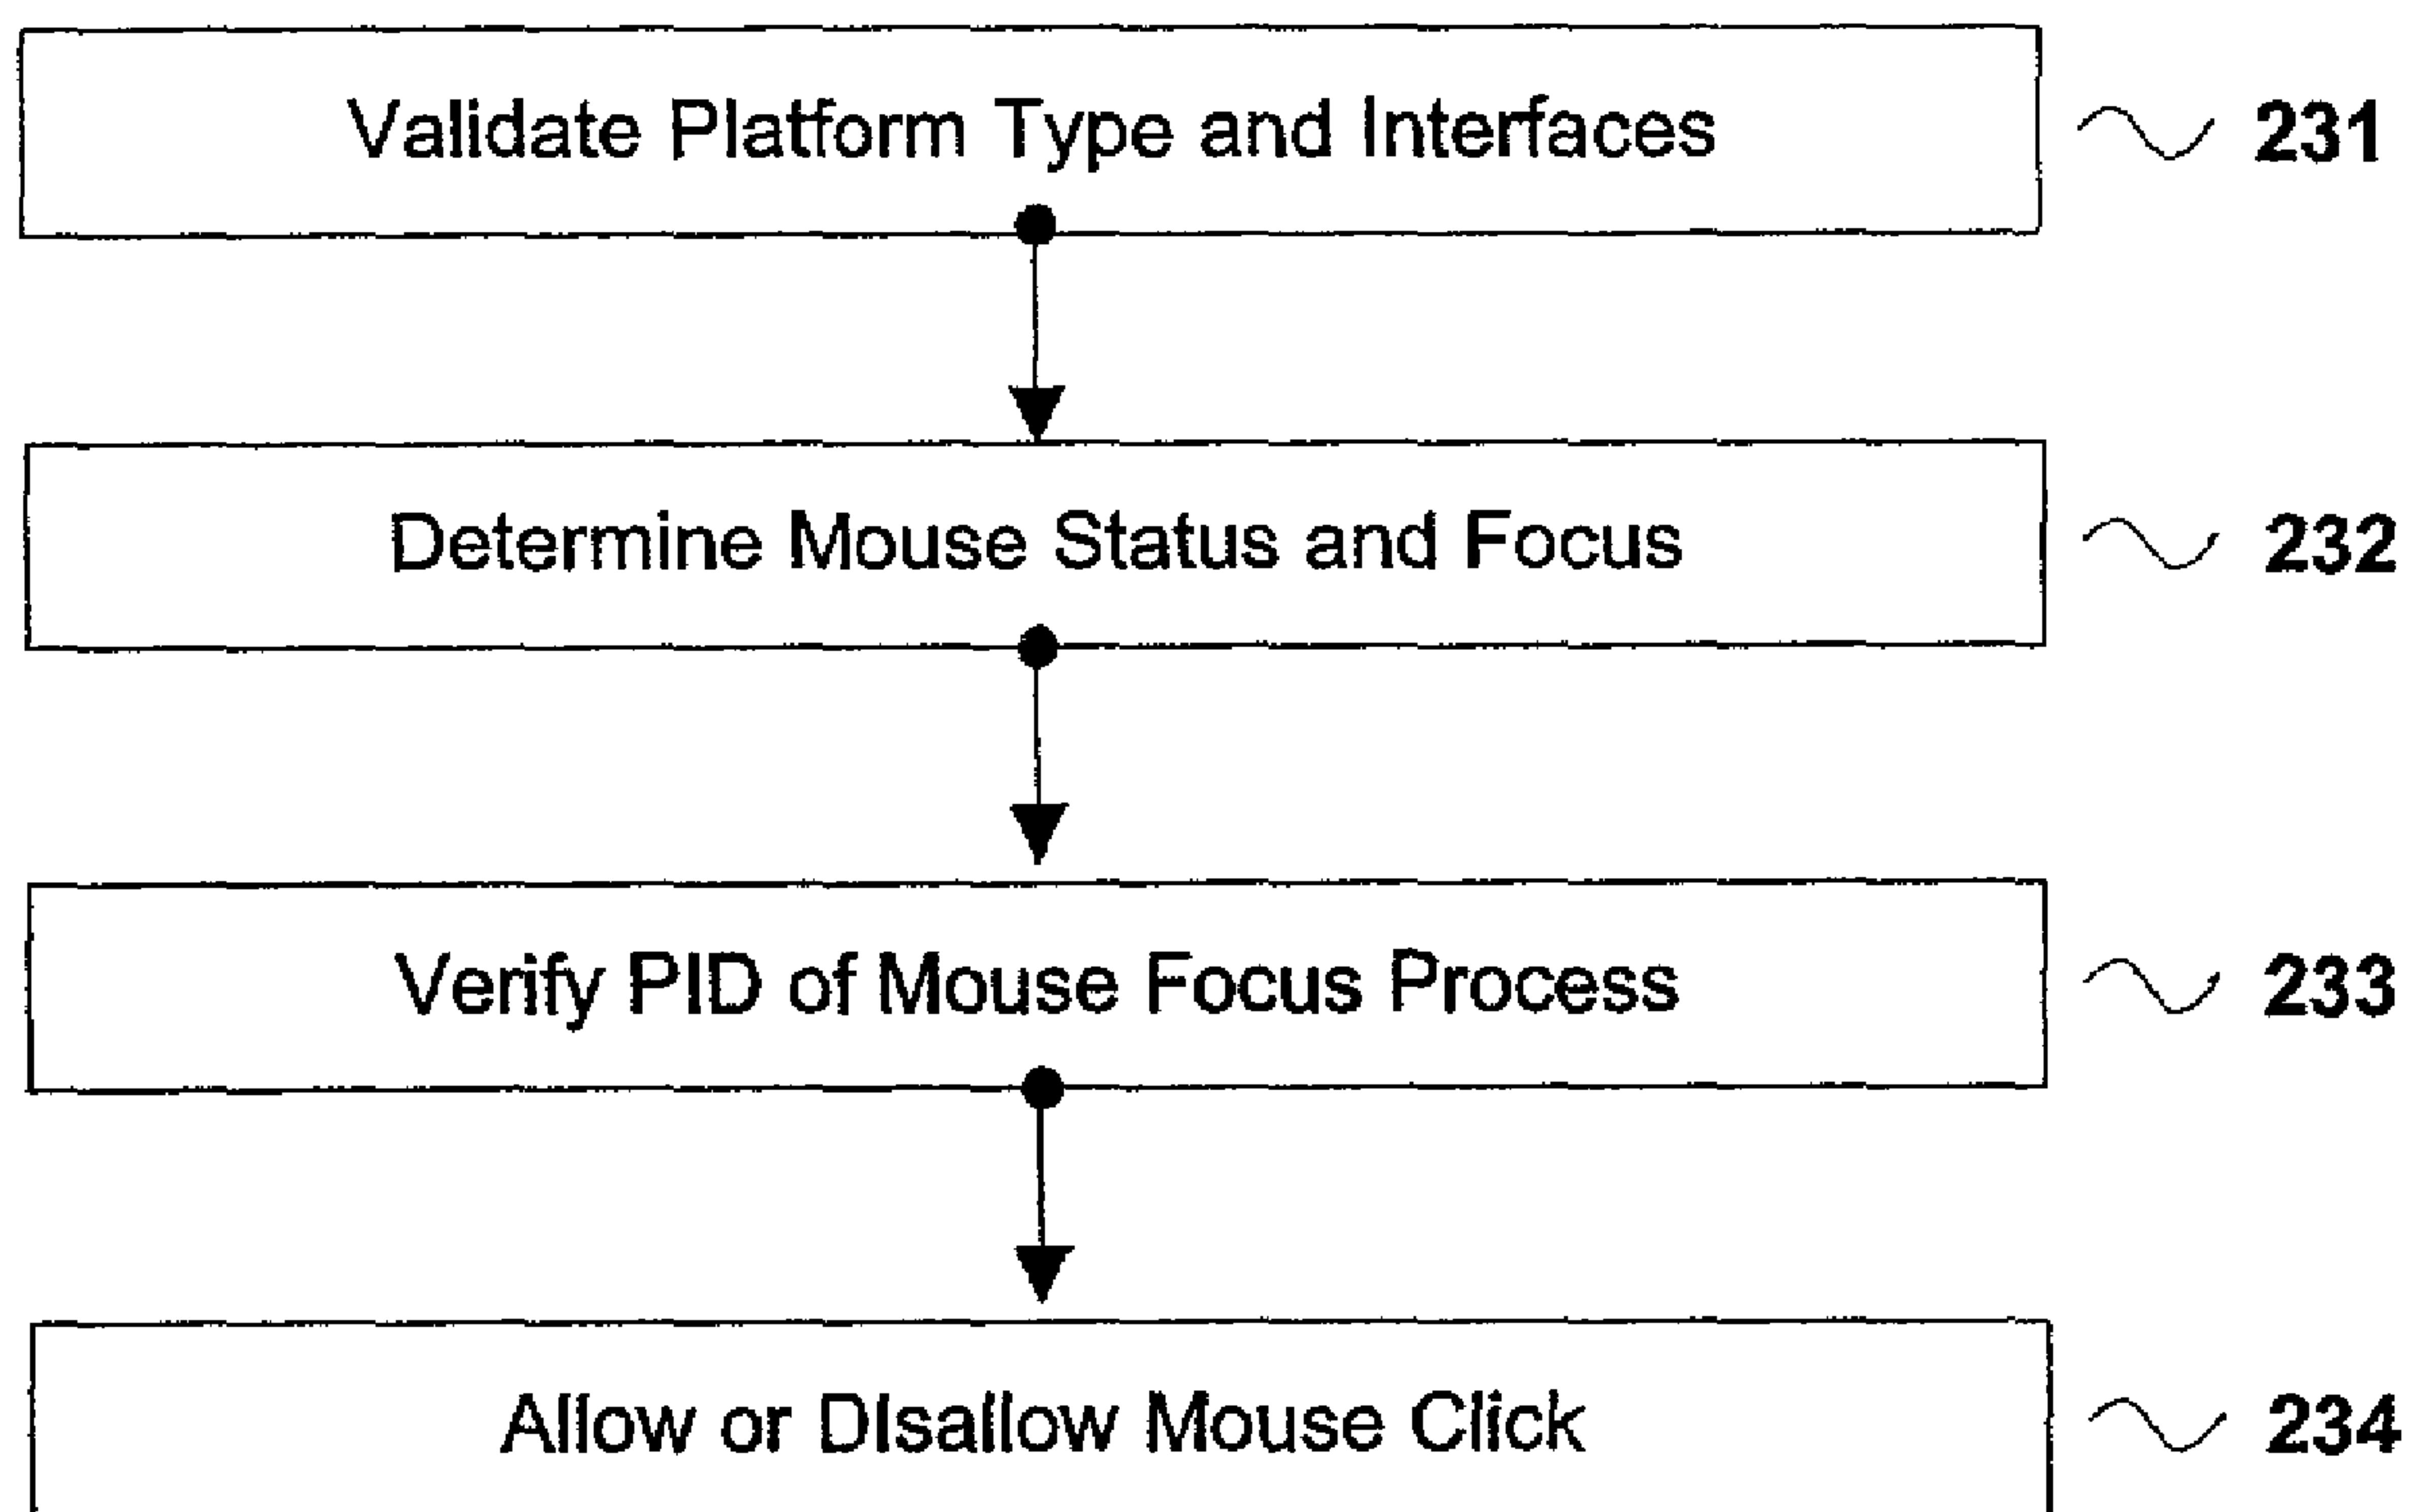 Validate Platform Type and Interfaces 231
Determine Mouse Status and Focus 232
Verify PID of Mouse Focus Process 233
Allow or DIsallow Mouse Click 234